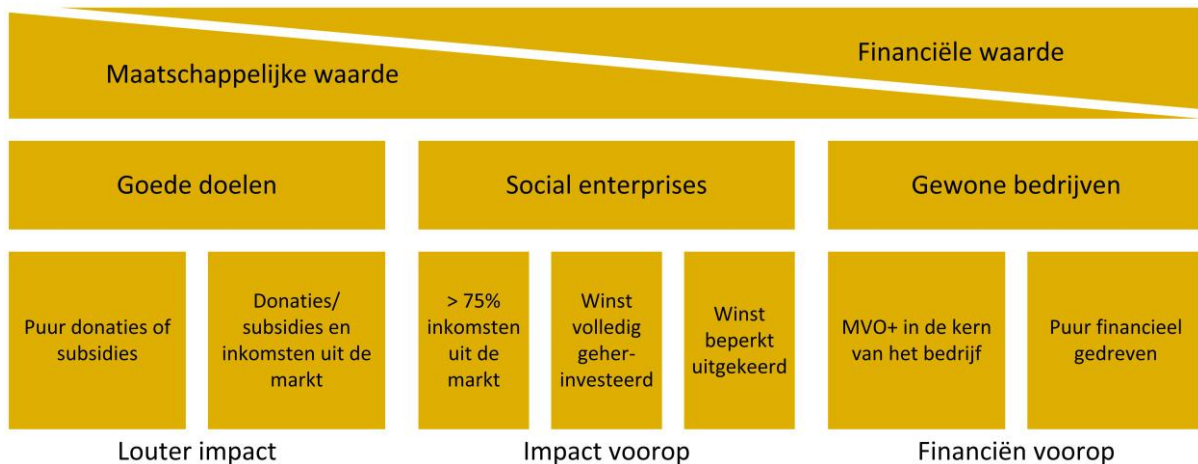 Maatschappelijke waarde
Financiële waarde
Goede doelen
Social enterprises
Gewone bedrijven
Puur donaties of
subsidies
Donaties/
subsidies en
inkomsten uit de
markt
> 75%
inkomsten
uit de
markt
Winst
volledig
geher-
investeerd
Winst
beperkt
uitgekeerd
MVO+ in de kern
van het bedrijf
Puur financieel
gedreven
Louter impact
Impact voorop
Financiën voorop